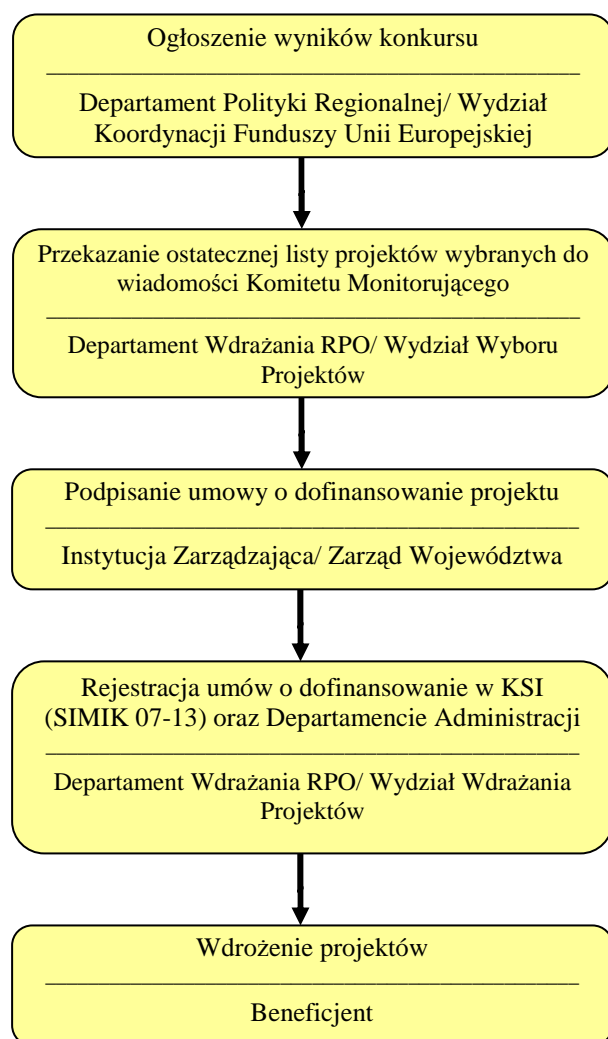 Ogłoszenie wyników konkursu
Departament Polityki Regionalnej/ Wydział
Koordynacji Funduszy Unii Europejskiej
Przekazanie ostatecznej listy projektów wybranych do
wiadomości Komitetu Monitorującego
Departament Wdrażania RPO/ Wydział Wyboru
Projektów
Podpisanie umowy o dofinansowanie projektu
Instytucja Zarządzająca/ Zarząd Województwa
Rejestracja umów o dofinansowanie w KSI
(SIMIK 07-13) oraz Departamencie Administracji
Departament Wdrażania RPO/ Wydział Wdrażania
Projektów
Wdrożenie projektów
Beneficjent